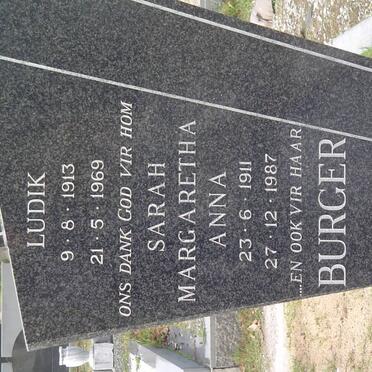 LUDIK
9 · 8 · 1913
21 · 5 · 1969
ONS DANK GOD VIR HOM
SARAH
MARGARETHA
ANNA
23 · 6 · 1911
27 · 12 · 1987
...EN OOK VIR HAAR
BURGER